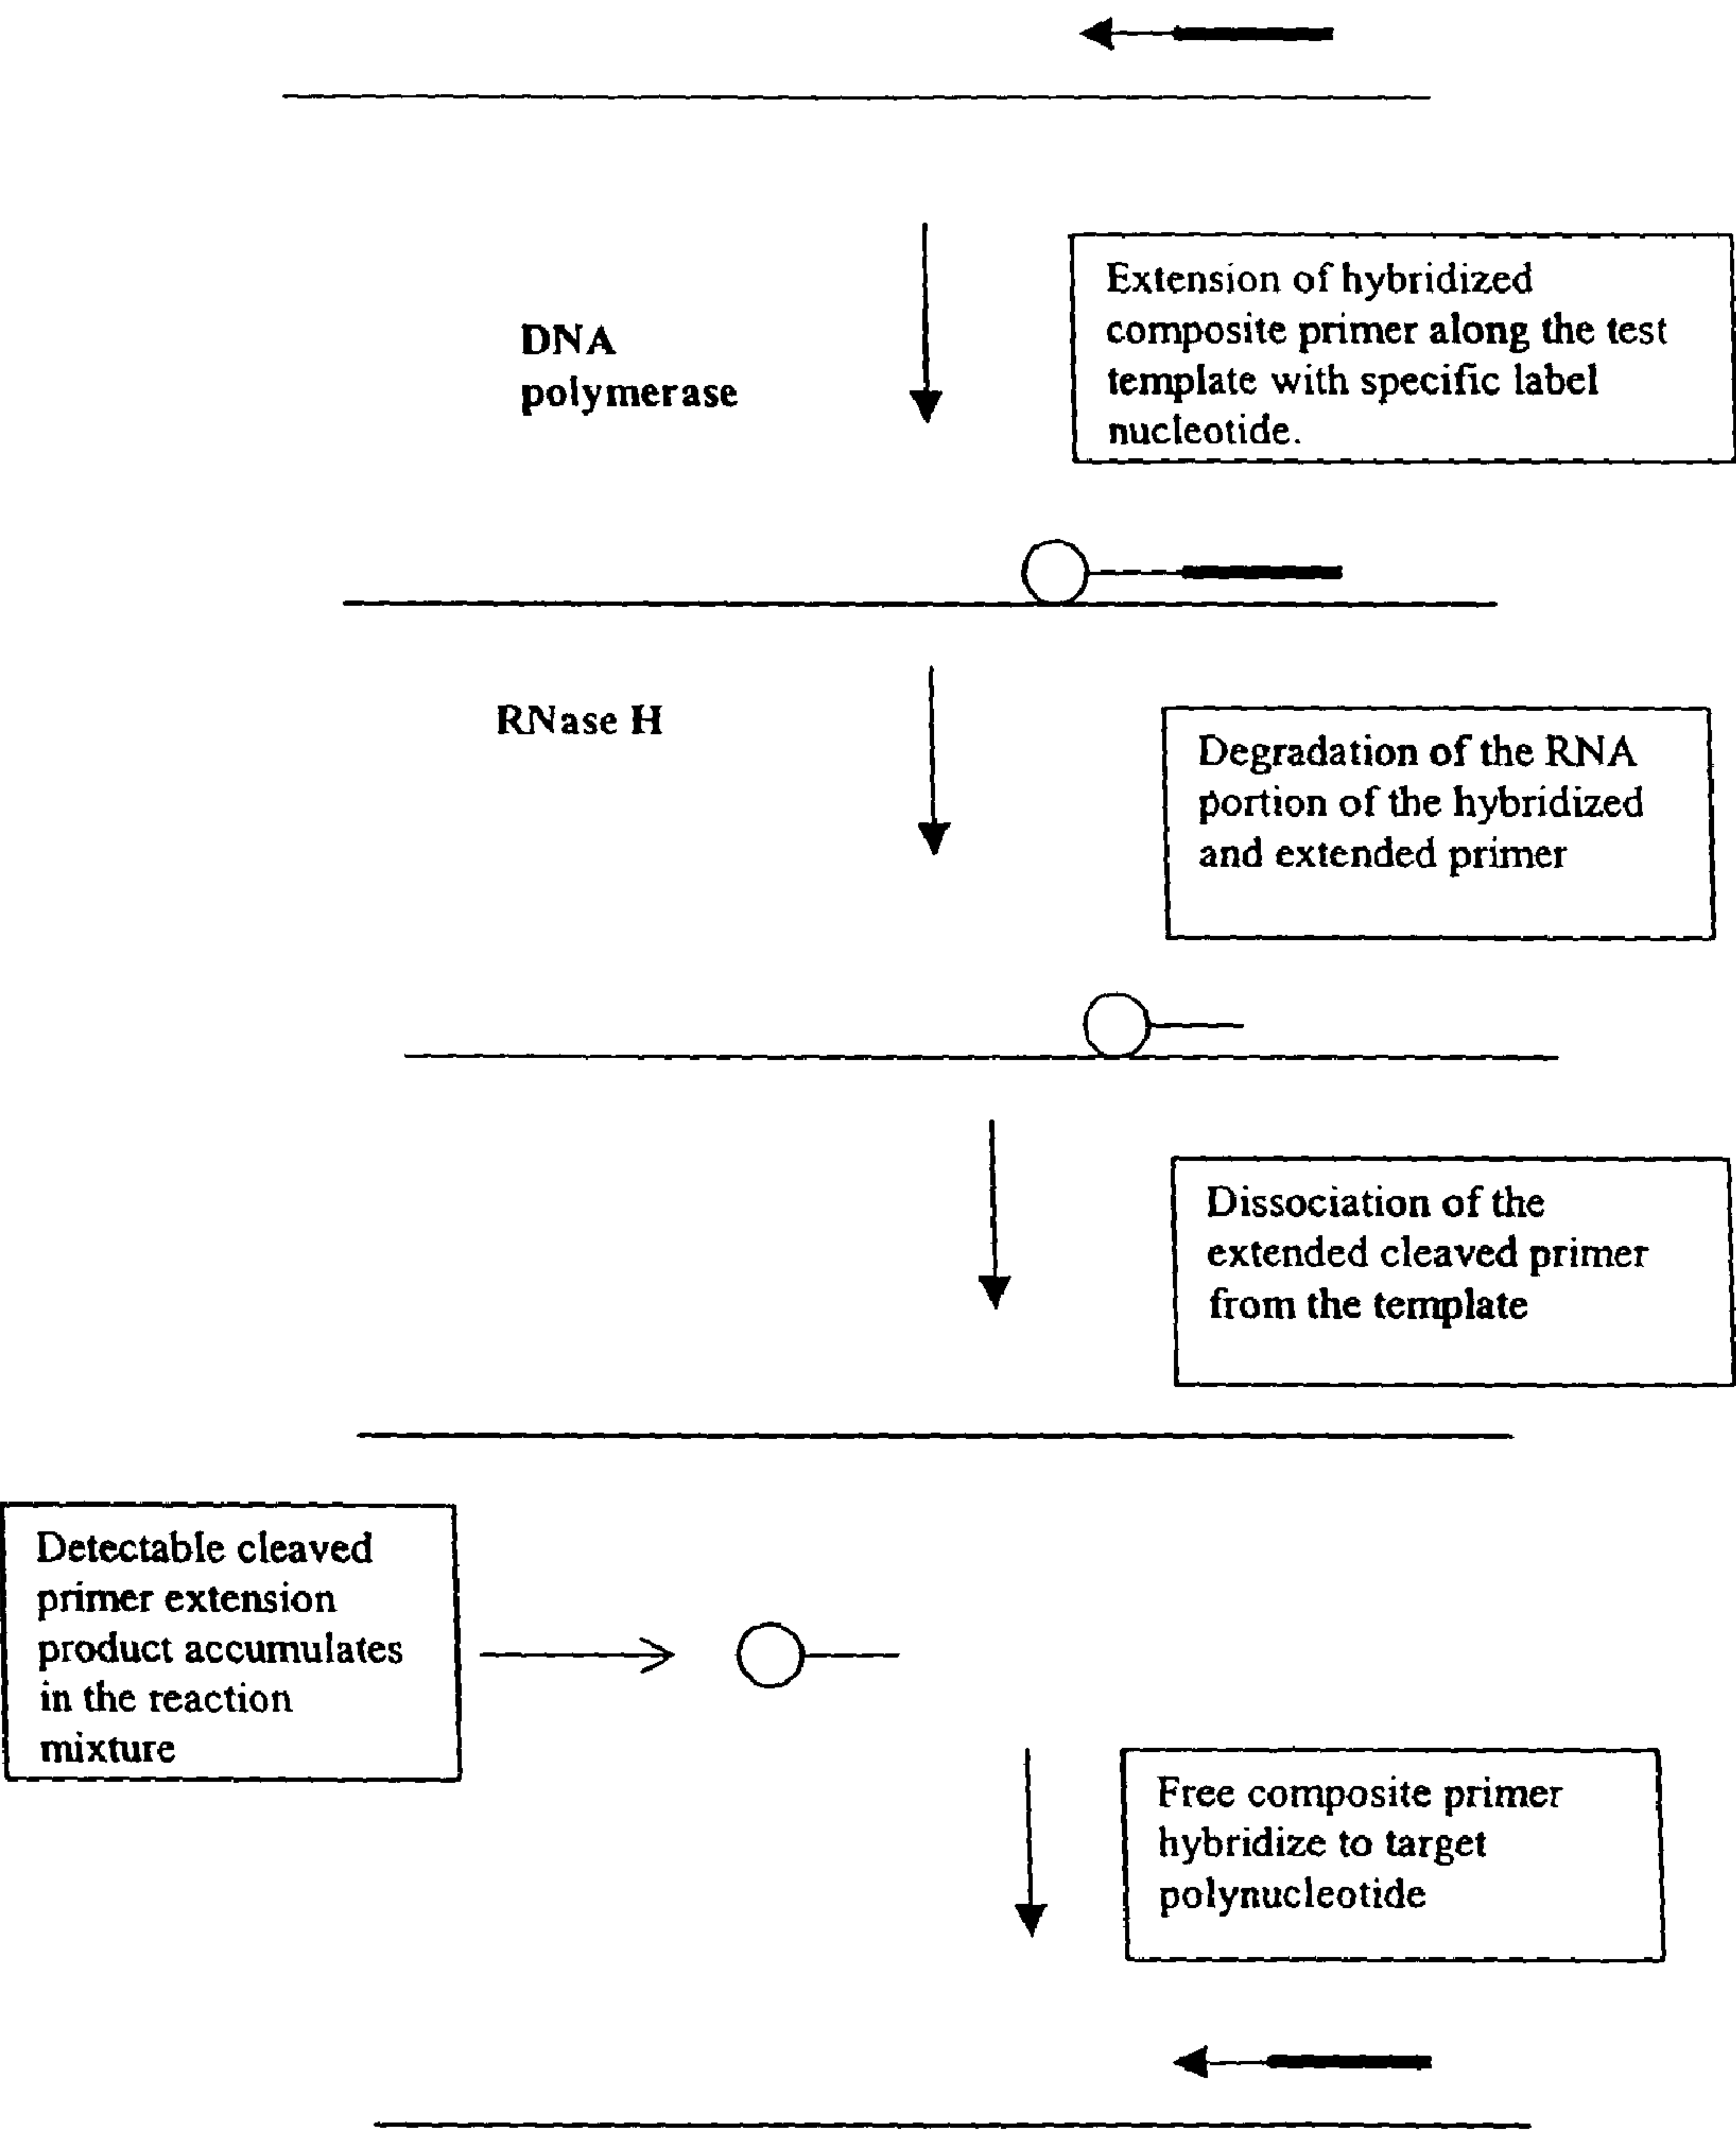 DNA
polymerase
Extension of hybridized
composite primer along the test
template with specific label
nucleotide.
RNase H
Degradation of the RNA
portion of the hybridized
and extended primer
Dissociation of the
extended cleaved primer
from the template
Detectable cleaved
primer extension
product accumulates
in the reaction
mixture
Free composite primer
hybridize to target
polynucleotide